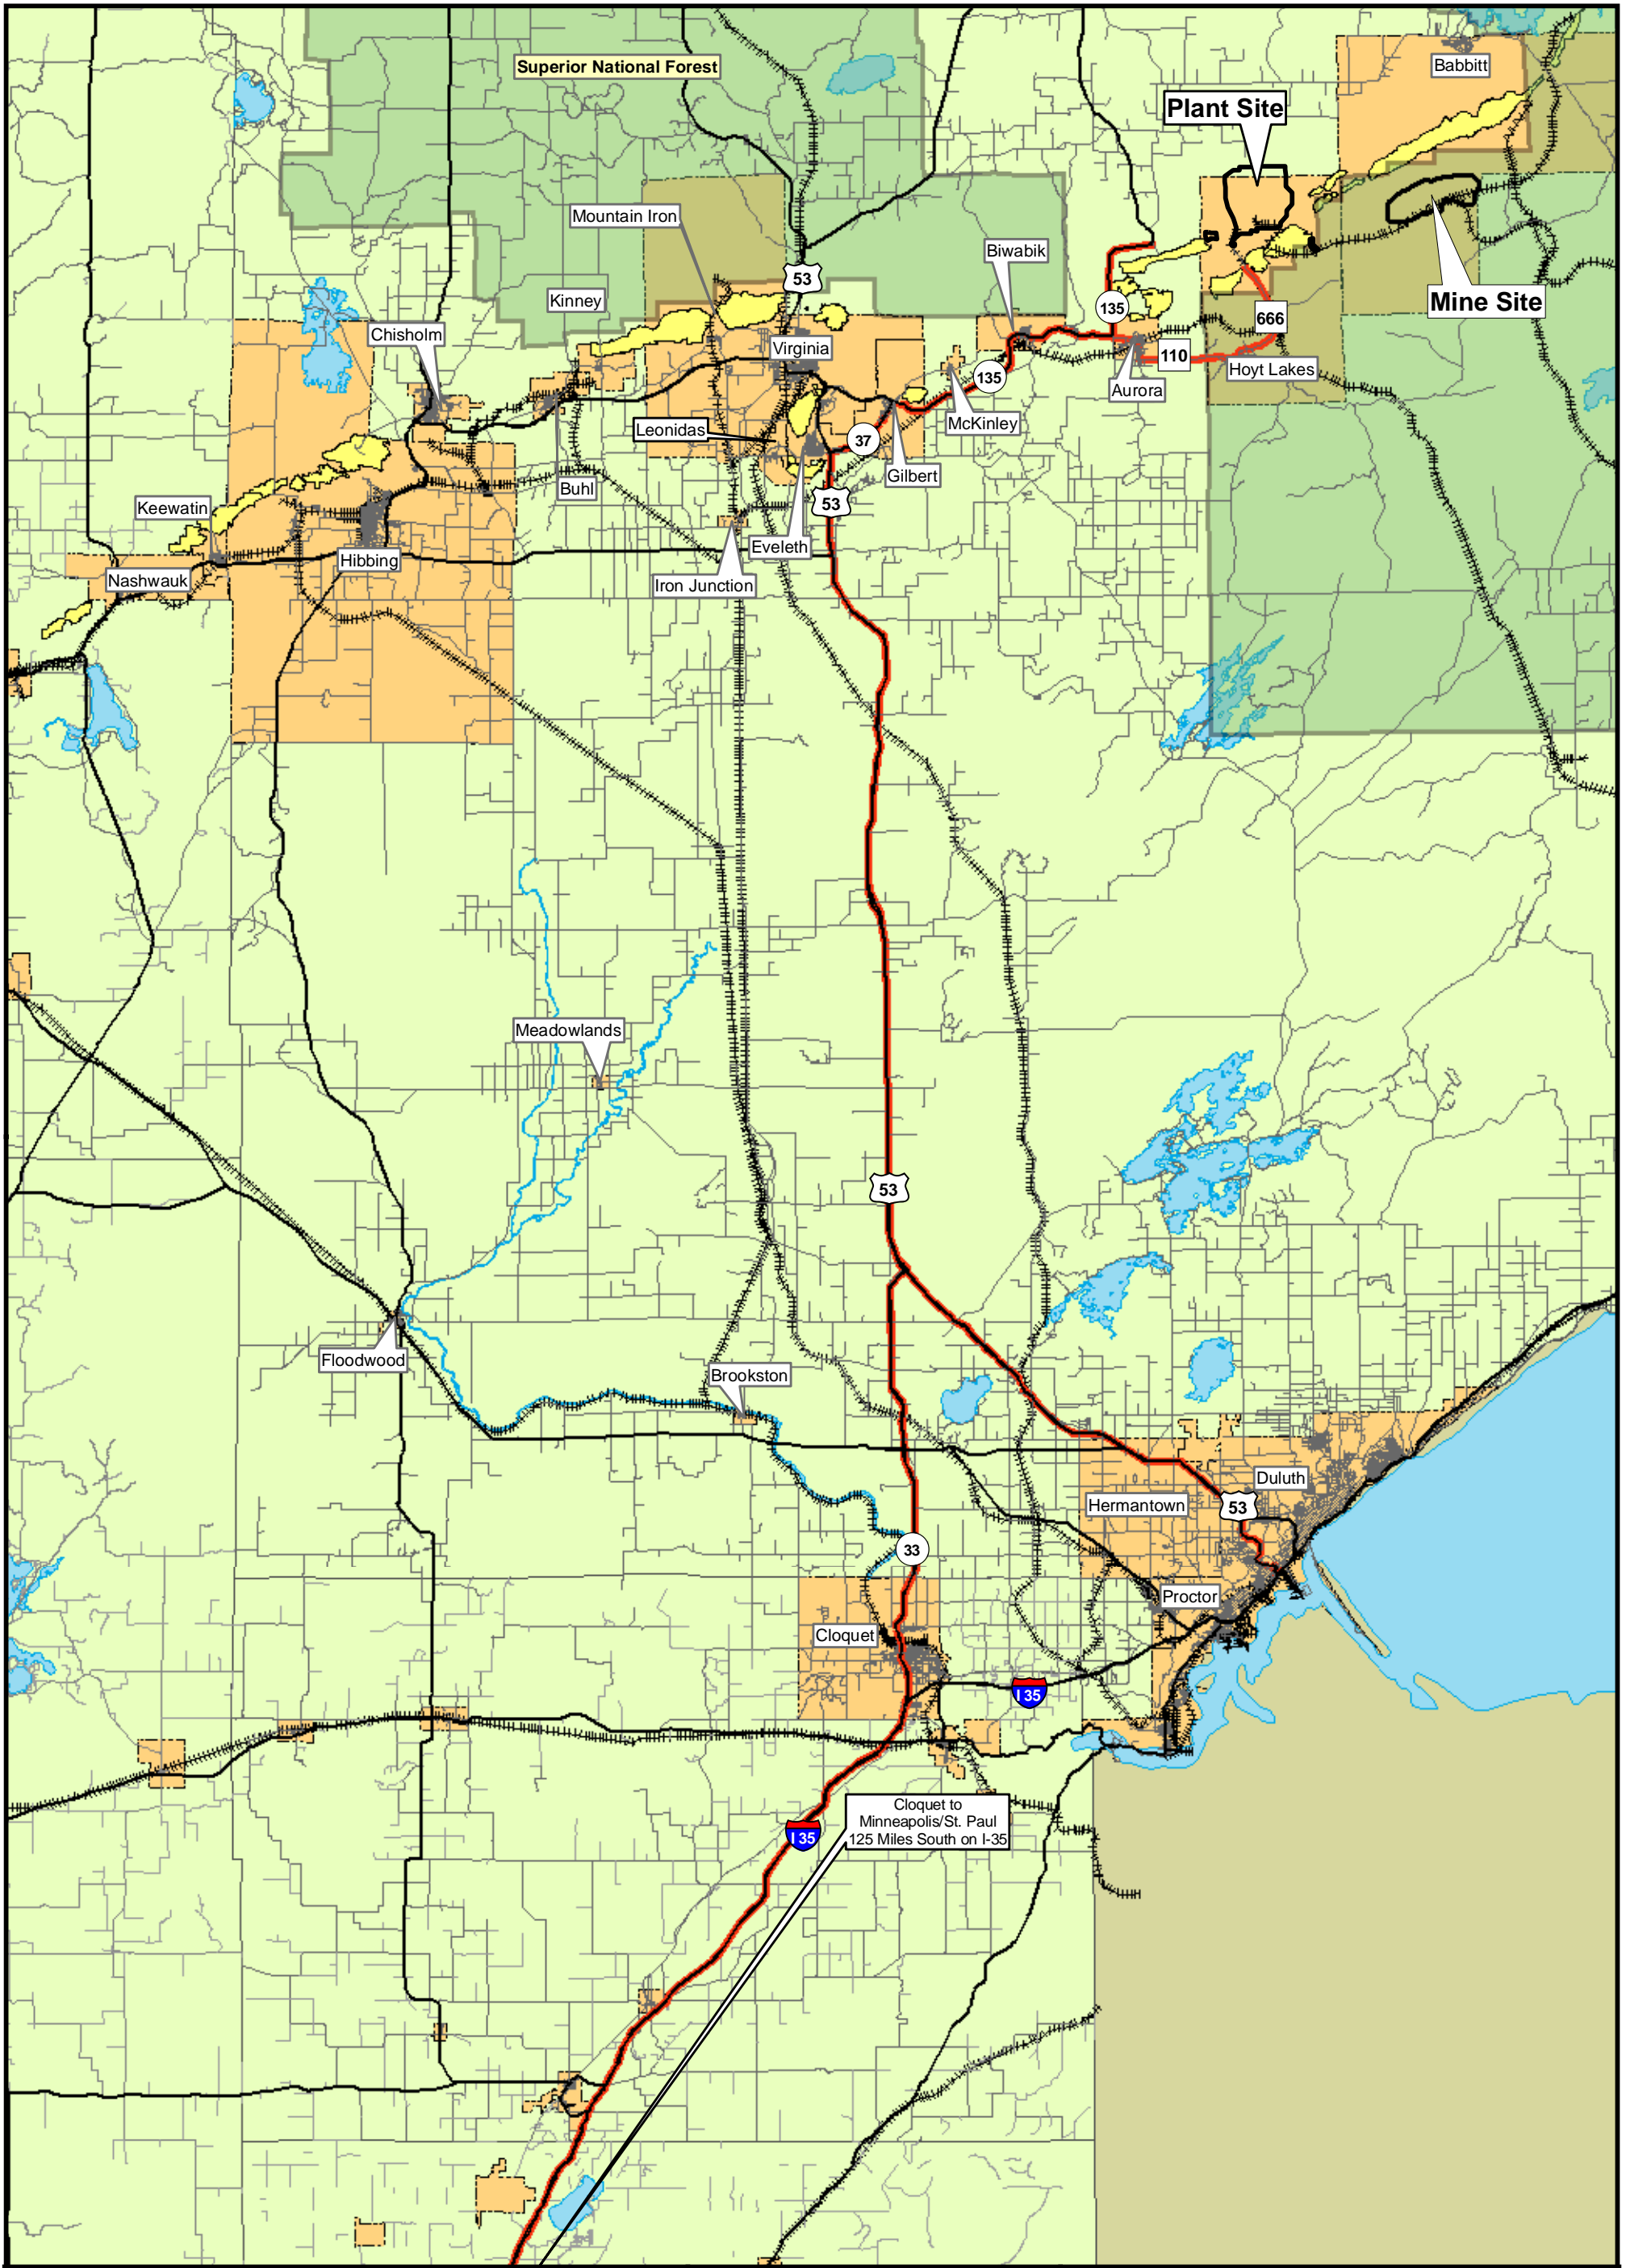 Superior National Forest
Babbitt
Plant Site
Mountain Iron
Biwabik
53
Kinney
Mine Site
135
666
Chisholm
Virginia
110
Hoyt Lakes
135
Aurora
McKinley
Leonidas
37
Gilbert
Buhl
53
Keewatin
Eveleth
Hibbing
Nashwauk
Iron Junction
Meadowlands
53
Floodwood
Brookston
Duluth
Hermantown
53
33
Proctor
Cloquet
I 35
Cloquet to
Minneapolis/St. Paul
125 Miles South on I-35
I 35